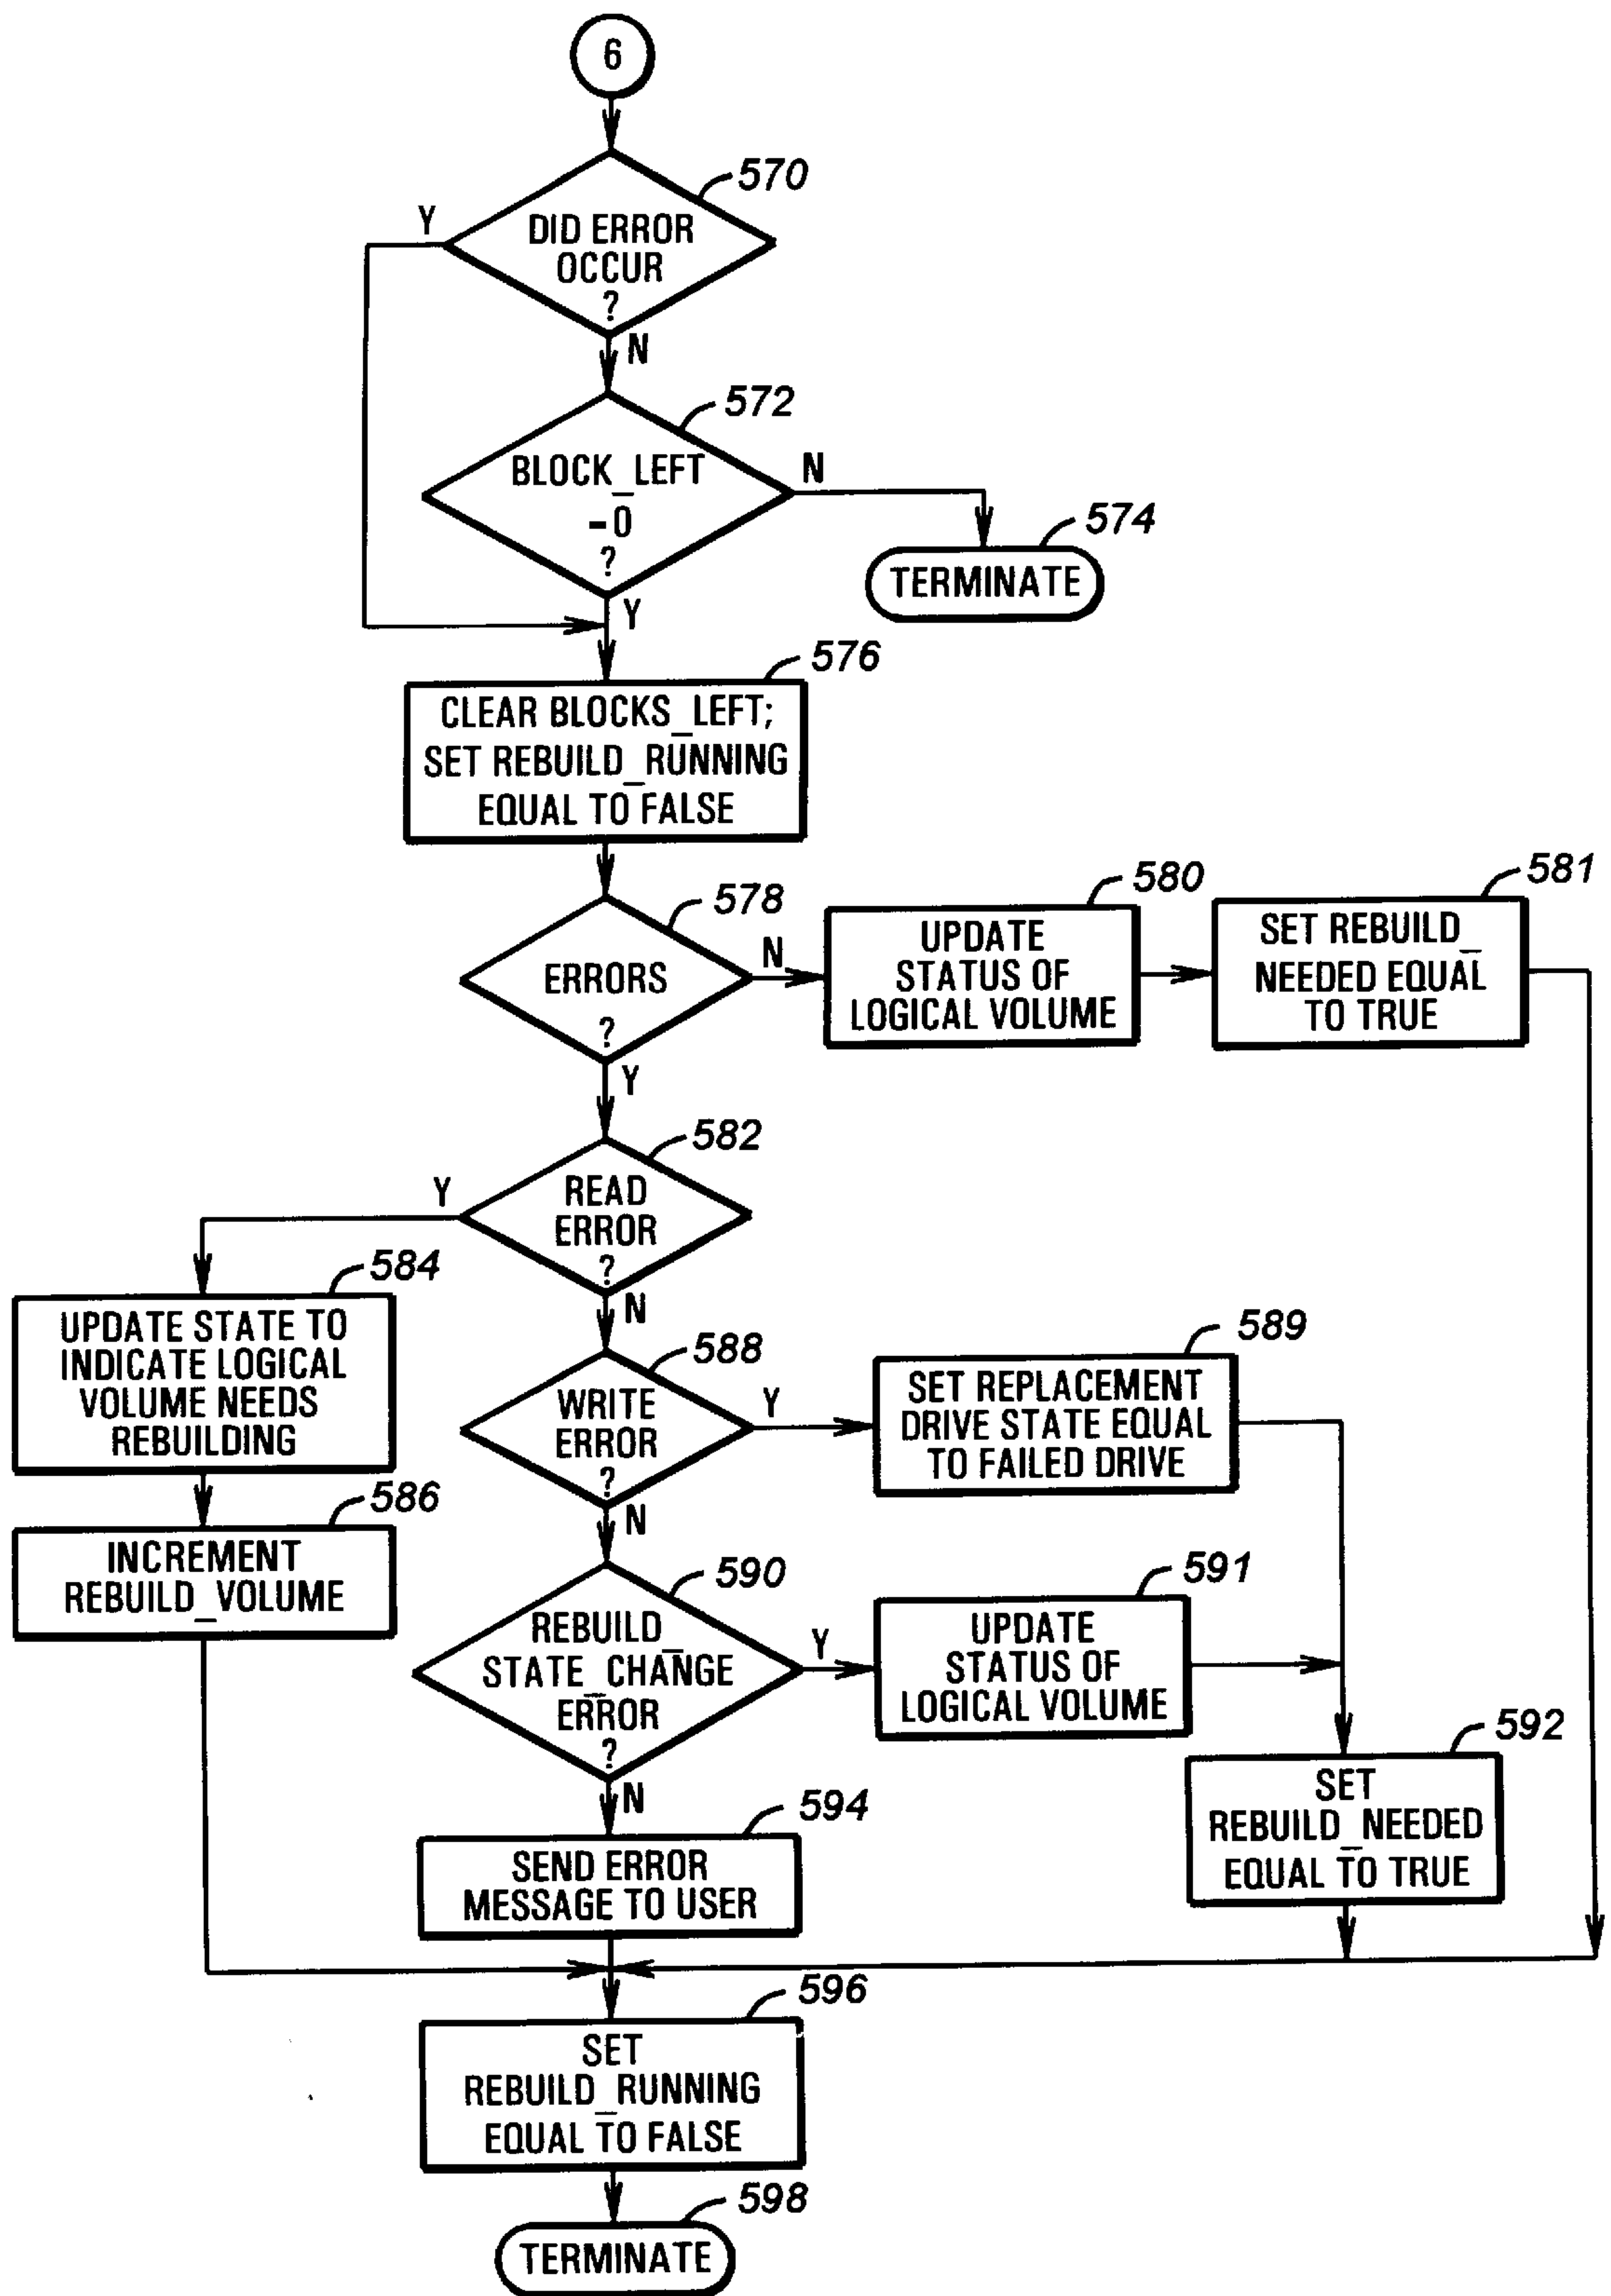 6
570
Y
DID ERROR
OCCUR
?
N
572
BLOCK_LEFT
-0
?
N
574
TERMINATE
Y
576
CLEAR BLOCKS_LEFT;
SET REBUILD_RUNNING
EQUAL TO FALSE
578
ERRORS
?
N
580
UPDATE
STATUS OF
LOGICAL VOLUME
581
SET REBUILD_
NEEDED EQUAL
TO TRUE
Y
582
READ
ERROR
?
Y
584
UPDATE STATE TO
INDICATE LOGICAL
VOLUME NEEDS
REBUILDING
586
INCREMENT
REBUILD_VOLUME
N
588
WRITE
ERROR
?
Y
589
SET REPLACEMENT
DRIVE STATE EQUAL
TO FAILED DRIVE
N
590
REBUILD_
STATE_CHANGE_
ERROR
?
Y
591
UPDATE
STATUS OF
LOGICAL VOLUME
592
SET
REBUILD_NEEDED
EQUAL TO TRUE
N
594
SEND ERROR
MESSAGE TO USER
596
SET
REBUILD_RUNNING
EQUAL TO FALSE
598
TERMINATE